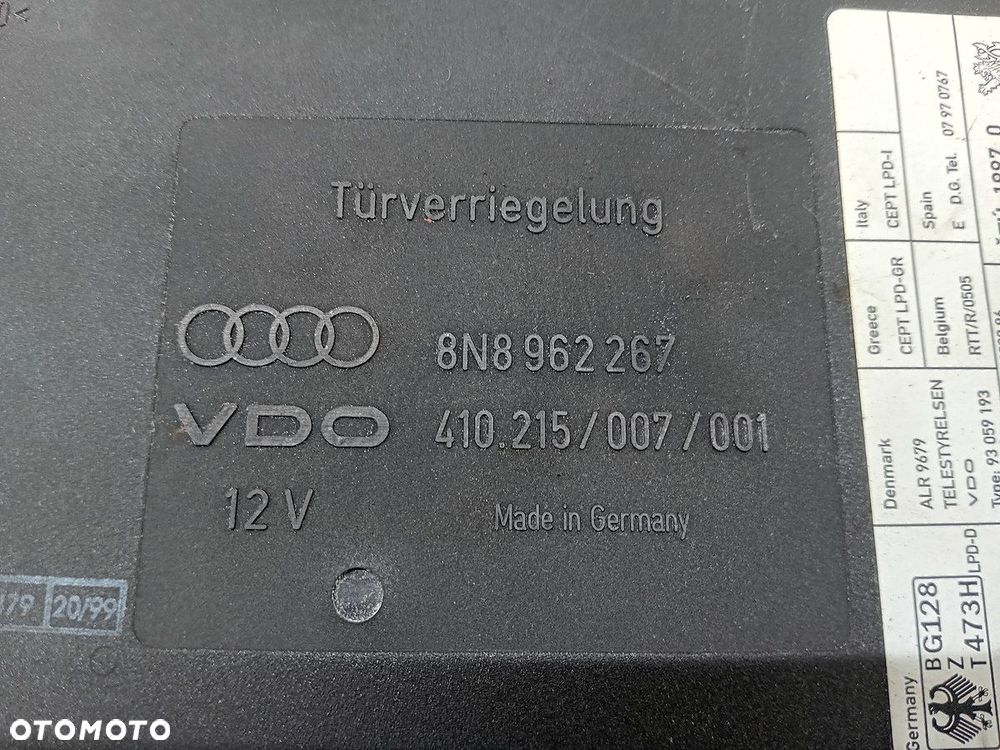 Türverriegelung
8N8 962 267
VDO
410.215/007/001
12 V
Made in Germany
179
20/99
Italy
CEPT LPD-I
Spain
E D.G. Tel. 07 97 0767
Greece
CEPT LPD-GR
Belgium
RTT/R/0505
Denmark
ALR 9679
TELESTYRELSEN
VDO
Type: 93 059 193
Germany
BG128
Z
T473H
LPD-D
OTOMOTO